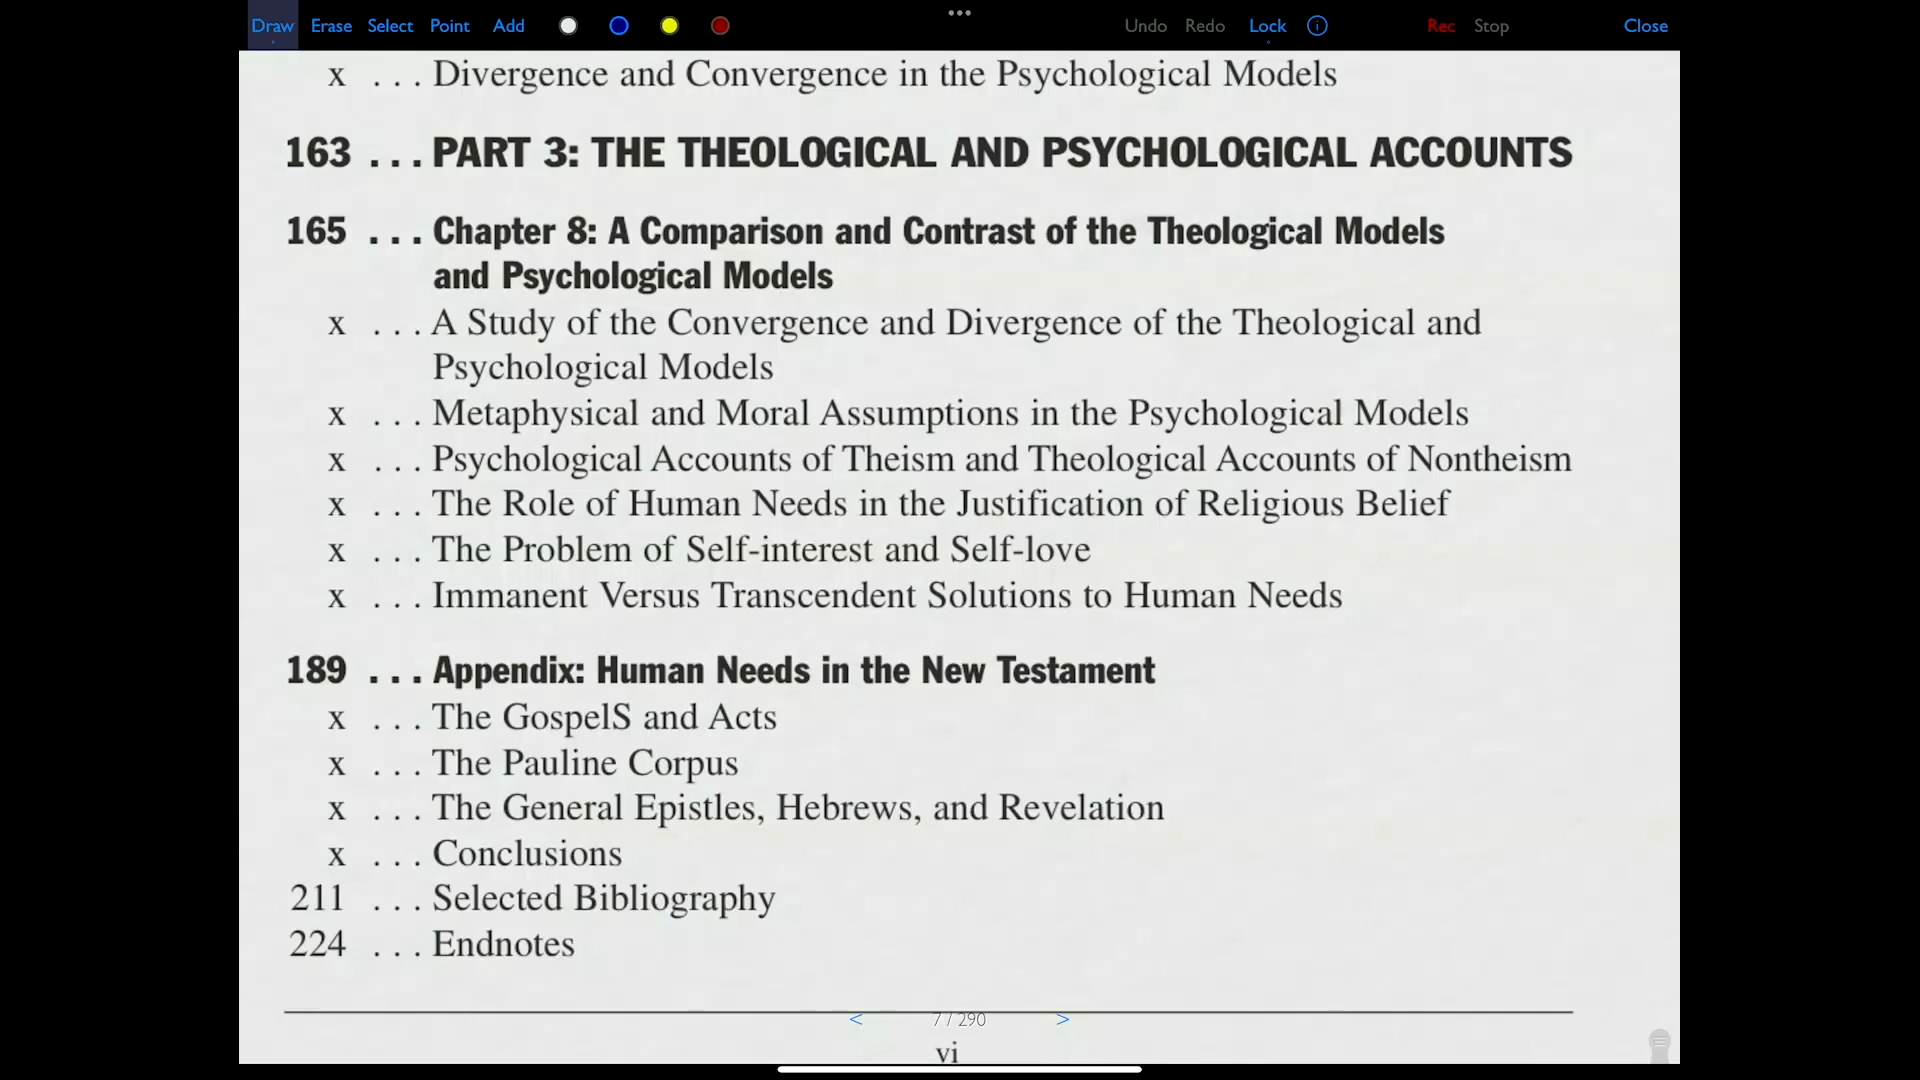 Draw Erase Select Point Add Undo Redo Lock Rec Stop Close
x ... Divergence and Convergence in the Psychological Models
163 ... PART 3: THE THEOLOGICAL AND PSYCHOLOGICAL ACCOUNTS
165 ... Chapter 8: A Comparison and Contrast of the Theological Models
and Psychological Models
x ... A Study of the Convergence and Divergence of the Theological and
Psychological Models
x ... Metaphysical and Moral Assumptions in the Psychological Models
x ... Psychological Accounts of Theism and Theological Accounts of Nontheism
x ... The Role of Human Needs in the Justification of Religious Belief
x ... The Problem of Self-interest and Self-love
x ... Immanent Versus Transcendent Solutions to Human Needs
189 ... Appendix: Human Needs in the New Testament
x ... The GospelS and Acts
x ... The Pauline Corpus
x ... The General Epistles, Hebrews, and Revelation
x ... Conclusions
211 ... Selected Bibliography
224 ... Endnotes
< 7 / 290 >
vi